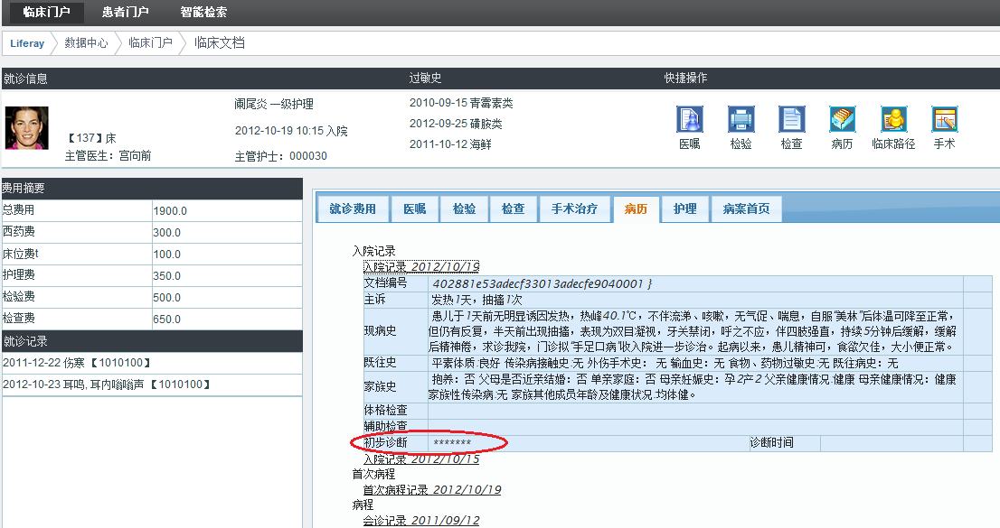 临床门户 患者门户 智能检索
Liferay 数据中心 临床门户 临床文档
就诊信息 过敏史 快捷操作
阑尾炎 一级护理
2012-10-19 10:15 入院
【137】床
主管医生：宫向前
主管护士：000030
2010-09-15 青霉素类
2012-09-25 磺胺类
2011-10-12 海鲜
医嘱 检验 检查 病历 临床路径 手术
费用摘要
总费用 1900.0
西药费 300.0
床位费t 100.0
护理费 350.0
检验费 500.0
检查费 650.0
就诊记录
2011-12-22 伤寒 【1010100】
2012-10-23 耳鸣, 耳内嗡嗡声 【1010100】
就诊费用 医嘱 检验 检查 手术治疗 病历 护理 病案首页
入院记录
入院记录 2012/10/19
文档编号 402881e53adecf33013adecfe9040001 }
主诉 发热1天，抽搐1次
现病史 患儿于1天前无明显诱因发热，热峰40.1℃，不伴流涕、咳嗽，无气促、喘息，自服“美林”后体温可降至正常，
但仍有反复，半天前出现抽搐，表现为双目凝视，牙关禁闭，呼之不应，伴四肢强直，持续5分钟后缓解，缓解
后精神倦，求诊我院，门诊拟“手足口病”收入院进一步诊治。起病以来，患儿精神可，食欲欠佳，大小便正常。
既往史 平素体质:良好 传染病接触史:无 外伤手术史： 无 输血史：无 食物、药物过敏史:无 既往病史：无
家族史 抱养：否 父母是否近亲结婚：否 单亲家庭：否 母亲妊娠史：孕2产2 父亲健康情况:健康 母亲健康情况：健康
家族性传染病:无 家族其他成员年龄及健康状况:均体健。
体格检查
辅助检查
初步诊断 ******* 诊断时间
入院记录 2012/10/15
首次病程
首次病程记录 2012/10/19
病程
会诊记录 2011/09/12